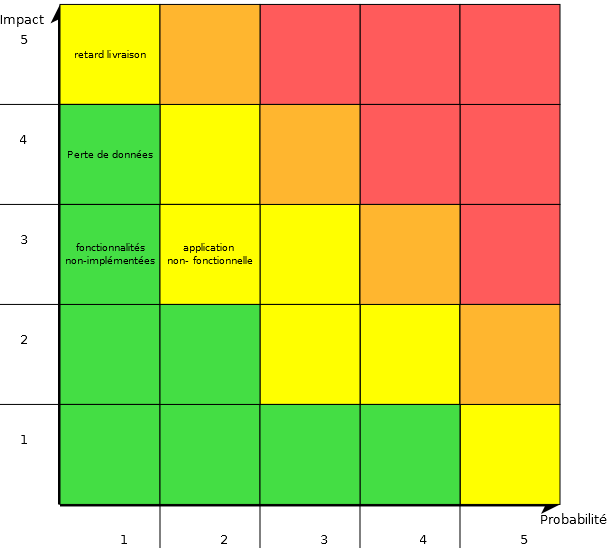 Impact
5
retard livraison
4
Perte de données
3
fonctionnalités
non-implémentées
application
non- fonctionnelle
2
1
Probabilité
1
2
3
4
5